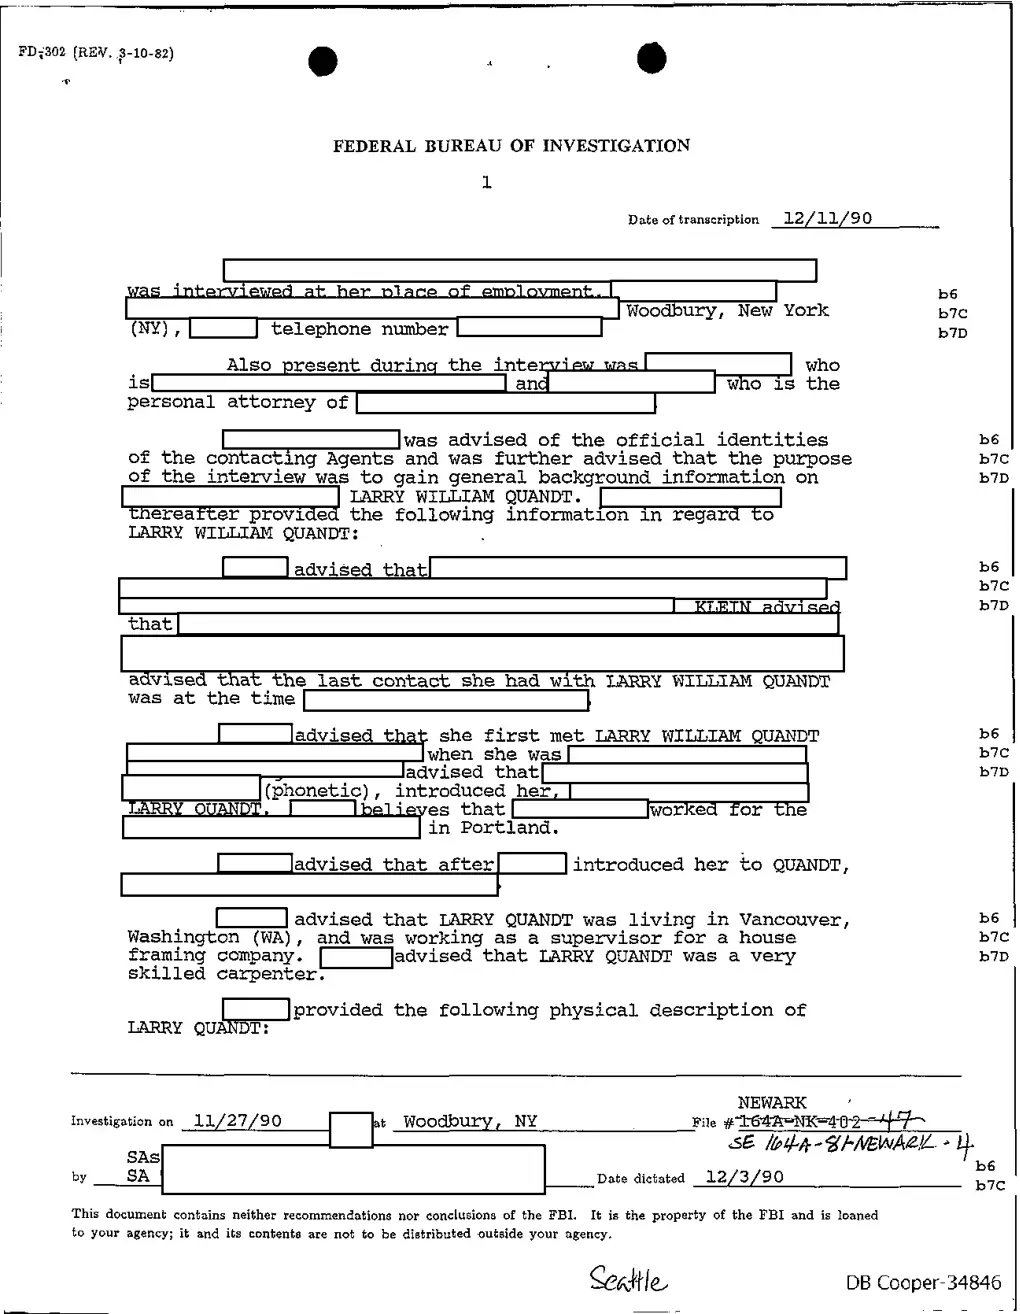 FD-302 (REV. 3-10-82)
FEDERAL BUREAU OF INVESTIGATION
1
Date of transcription 12/11/90
was interviewed at her place of employment,
b6
Woodbury, New York
b7C
(NY), telephone number
b7D
Also present during the interview was who
is and who is the
personal attorney of
was advised of the official identities b6
of the contacting Agents and was further advised that the purpose b7C
of the interview was to gain general background information on b7D
LARRY WILLIAM QUANDT.
thereafter provided the following information in regard to
LARRY WILLIAM QUANDT:
advised that b6
b7C
KLEIN advised b7D
that
advised that the last contact she had with LARRY WILLIAM QUANDT
was at the time
advised that she first met LARRY WILLIAM QUANDT b6
when she was b7C
advised that b7D
(phonetic), introduced her,
LARRY QUANDT. believes that worked for the
in Portland.
advised that after introduced her to QUANDT,
advised that LARRY QUANDT was living in Vancouver, b6
Washington (WA), and was working as a supervisor for a house b7C
framing company. advised that LARRY QUANDT was a very b7D
skilled carpenter.
provided the following physical description of
LARRY QUANDT:
NEWARK
Investigation on 11/27/90 at Woodbury, NY File # 164A-NK-402-47
SE 164A-81-NEWARK-4
SAs
b6
by SA Date dictated 12/3/90
b7C
This document contains neither recommendations nor conclusions of the FBI. It is the property of the FBI and is loaned
to your agency; it and its contents are not to be distributed outside your agency.
Seattle
DB Cooper-34846